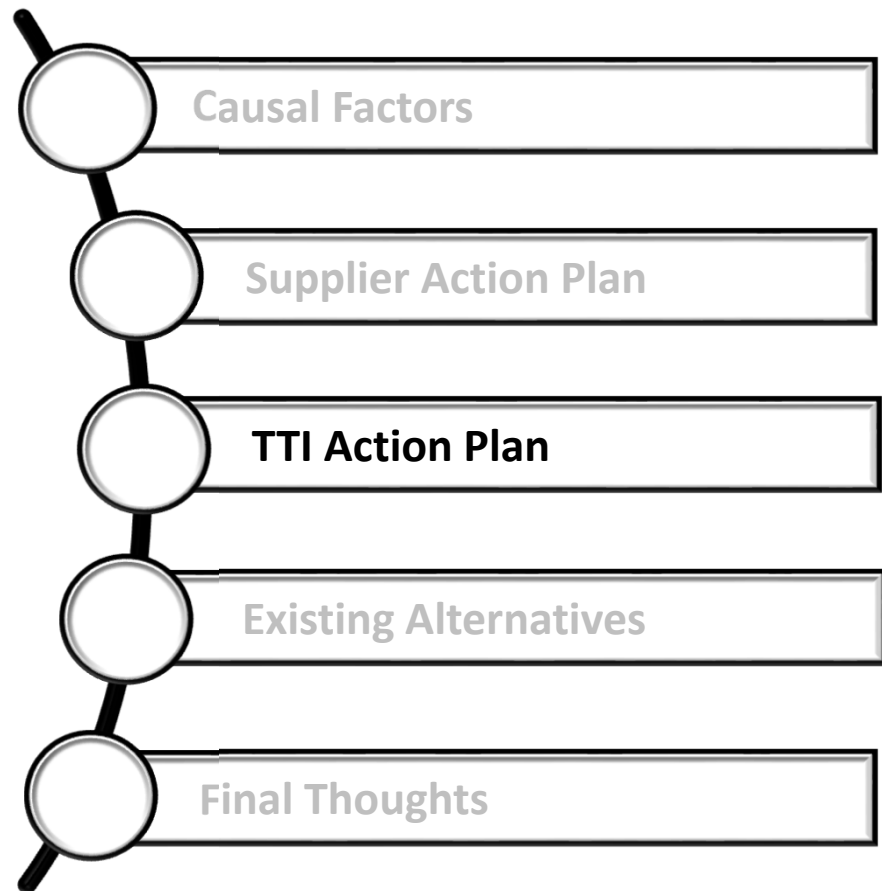 Causal Factors
Supplier Action Plan
TTI Action Plan
Existing Alternatives
Final Thoughts